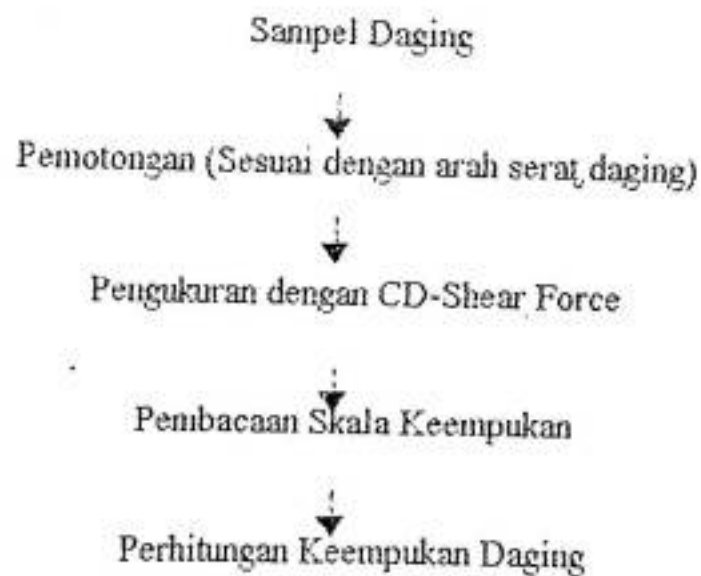 Sampel Daging
Pemotongan (Sesuai dengan arah serat daging)
Pengukuran dengan CD-Shear Force
Pembacaan Skala Keempukan
Perhitungan Keempukan Daging